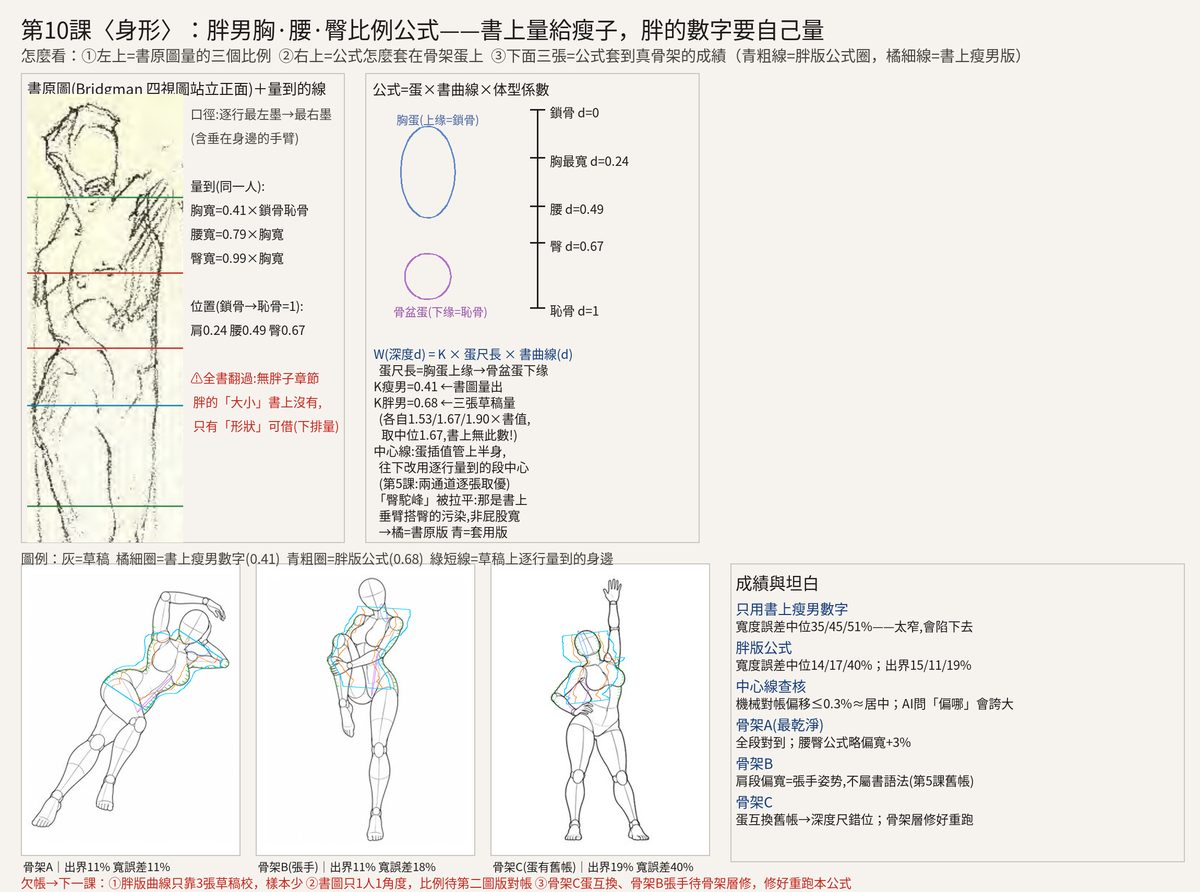 第10課〈身形〉：胖男胸·腰·臀比例公式——書上量給瘦子，胖的數字要自己量
怎麼看：①左上=書原圖量的三個比例 ②右上=公式怎麼套在骨架蛋上 ③下面三張=公式套到真骨架的成績（青粗線=胖版公式圈，橘細線=書上瘦男版）
書原圖(Bridgman 四視圖站立正面)＋量到的線
口徑:逐行最左墨→最右墨
(含垂在身邊的手臂)
量到(同一人):
胸寬=0.41×鎖骨恥骨
腰寬=0.79×胸寬
臀寬=0.99×胸寬
位置(鎖骨→恥骨=1):
肩0.24 腰0.49 臀0.67
⚠全書翻過:無胖子章節
胖的「大小」書上沒有,
只有「形狀」可借(下排量)
公式=蛋×書曲線×体型係數
胸蛋(上缘=鎖骨)
骨盆蛋(下缘=恥骨)
鎖骨 d=0
胸最寬 d=0.24
腰 d=0.49
臀 d=0.67
恥骨 d=1
W(深度d) = K × 蛋尺長 × 書曲線(d)
蛋尺長=胸蛋上缘→骨盆蛋下缘
K瘦男=0.41 ←書圖量出
K胖男=0.68 ←三張草稿量
(各自1.53/1.67/1.90×書值,
取中位1.67,書上無此數!)
中心線:蛋插值管上半身,
往下改用逐行量到的段中心
(第5課:兩通道逐張取優)
「臀駝峰」被拉平:那是書上
垂臂搭臀的污染,非屁股寬
→橘=書原版 青=套用版
圖例：灰=草稿 橘細圈=書上瘦男數字(0.41) 青粗圈=胖版公式(0.68) 綠短線=草稿上逐行量到的身邊
骨架A｜出界11% 寬誤差11%
骨架B(張手)｜出界11% 寬誤差18%
骨架C(蛋有舊帳)｜出界19% 寬誤差40%
成績與坦白
只用書上瘦男數字
寬度誤差中位35/45/51%——太窄,會陷下去
胖版公式
寬度誤差中位14/17/40%；出界15/11/19%
中心線查核
機械對帳偏移≤0.3%≈居中；AI問「偏哪」會誇大
骨架A(最乾淨)
全段對到；腰臀公式略偏寬+3%
骨架B
肩段偏寬=張手姿势,不屬書語法(第5課舊帳)
骨架C
蛋互換舊帳→深度尺錯位；骨架層修好重跑
欠帳→下一課：①胖版曲線只靠3張草稿校，樣本少 ②書圖只1人1角度，比例待第二圖版對帳 ③骨架C蛋互換、骨架B張手待骨架層修，修好重跑本公式